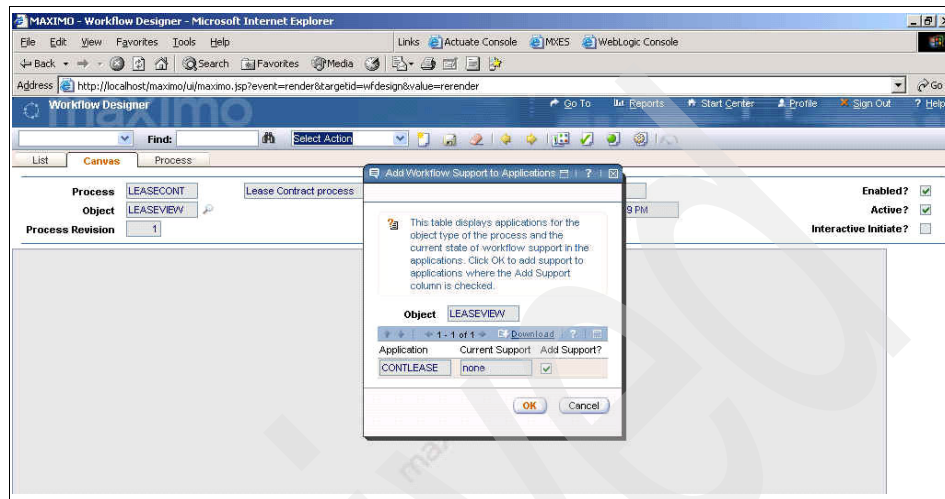 MAXIMO - Workflow Designer - Microsoft Internet Explorer
File Edit View Favorites Tools Help
Links Actuate Console MXES WebLogic Console
Back Search Favorites Media
Address http://localhost/maximo/ui/maximo.jsp?event=render&targetid=wfdesign&value=rerender Go
Workflow Designer
maximo
Go To Reports Start Center Profile Sign Out ? Help
Find: Select Action
List Canvas Process
Process LEASECONT Lease Contract process
Enabled?
Object LEASEVIEW
9 PM
Active?
Process Revision 1
Interactive Initiate?
Add Workflow Support to Applications ?
This table displays applications for the
object type of the process and the
current state of workflow support in the
applications. Click OK to add support to
applications where the Add Support
column is checked.
Object LEASEVIEW
1 - 1 of 1 Download ?
Application Current Support Add Support?
CONTLEASE none
OK Cancel